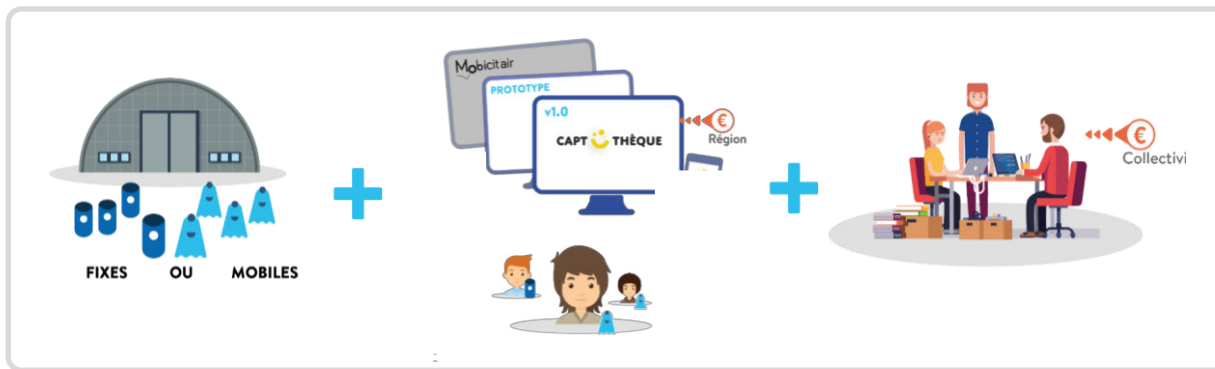 Mobicitair
PROTOTYPE
v1.0
CAPT THÈQUE
€
Région
€
Collectivi
FIXES OU MOBILES